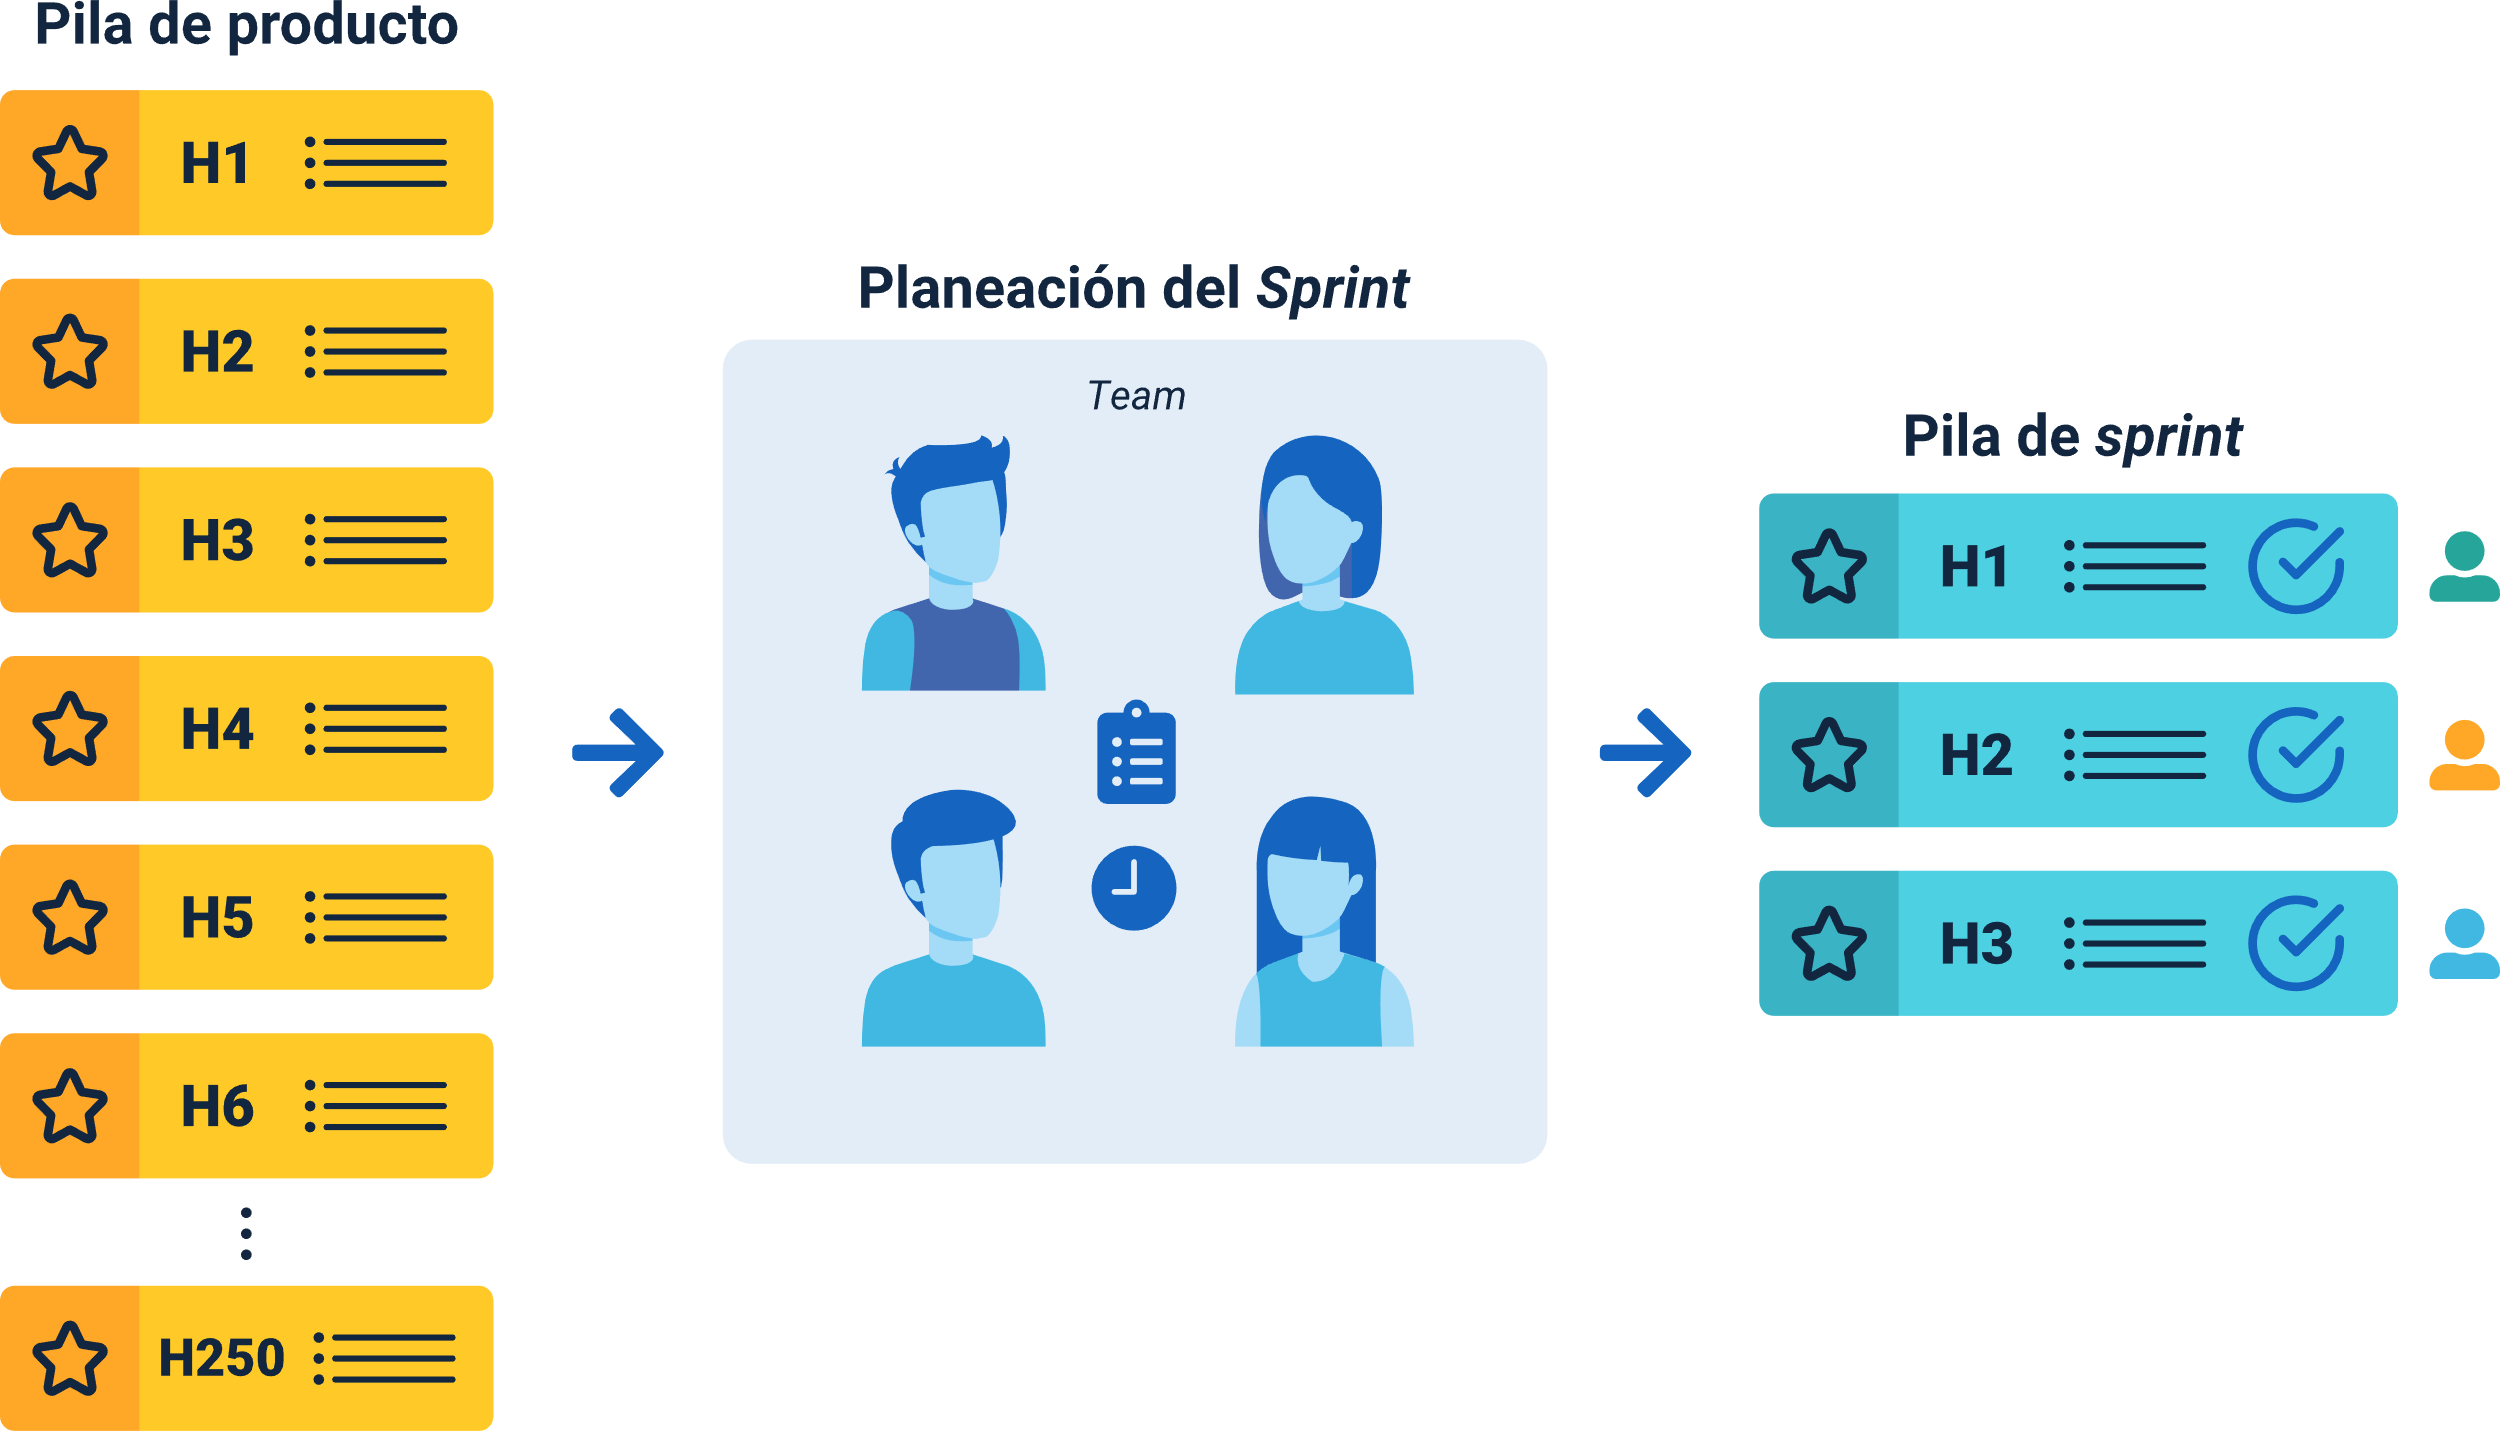 Pila de producto
H1
H2
H3
H4
H5
H6
H250
Planeación del Sprint
Team
Pila de sprint
H1
H2
H3